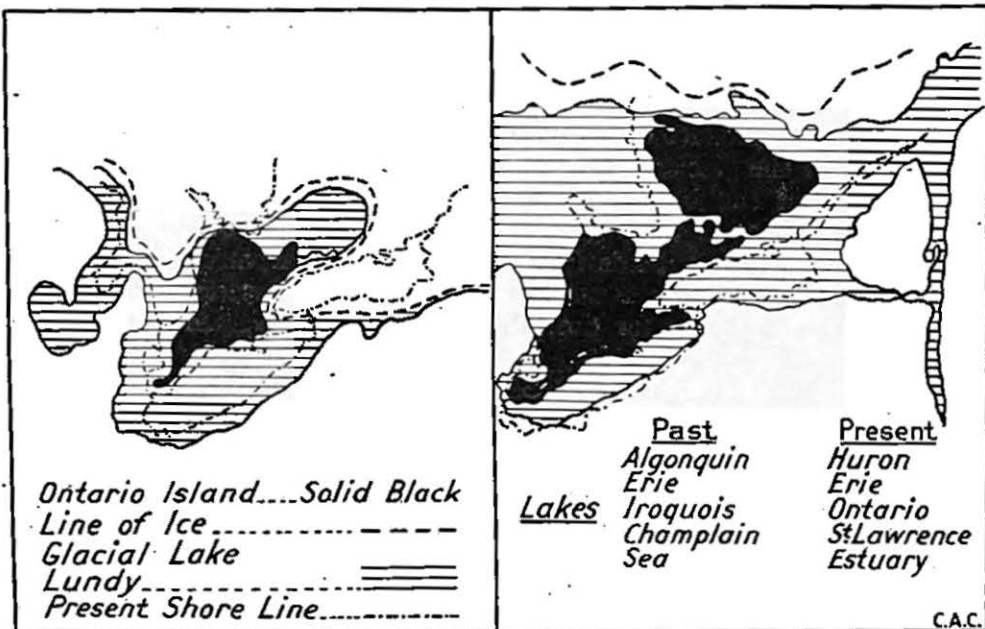 Ontario Island....Solid Black
Line of Ice
Glacial Lake
Lundy
Present Shore Line
Past Present
Algonquin Huron
Erie Erie
Lakes Iroquois Ontario
Champlain St. Lawrence
Sea Estuary
C.A.C.